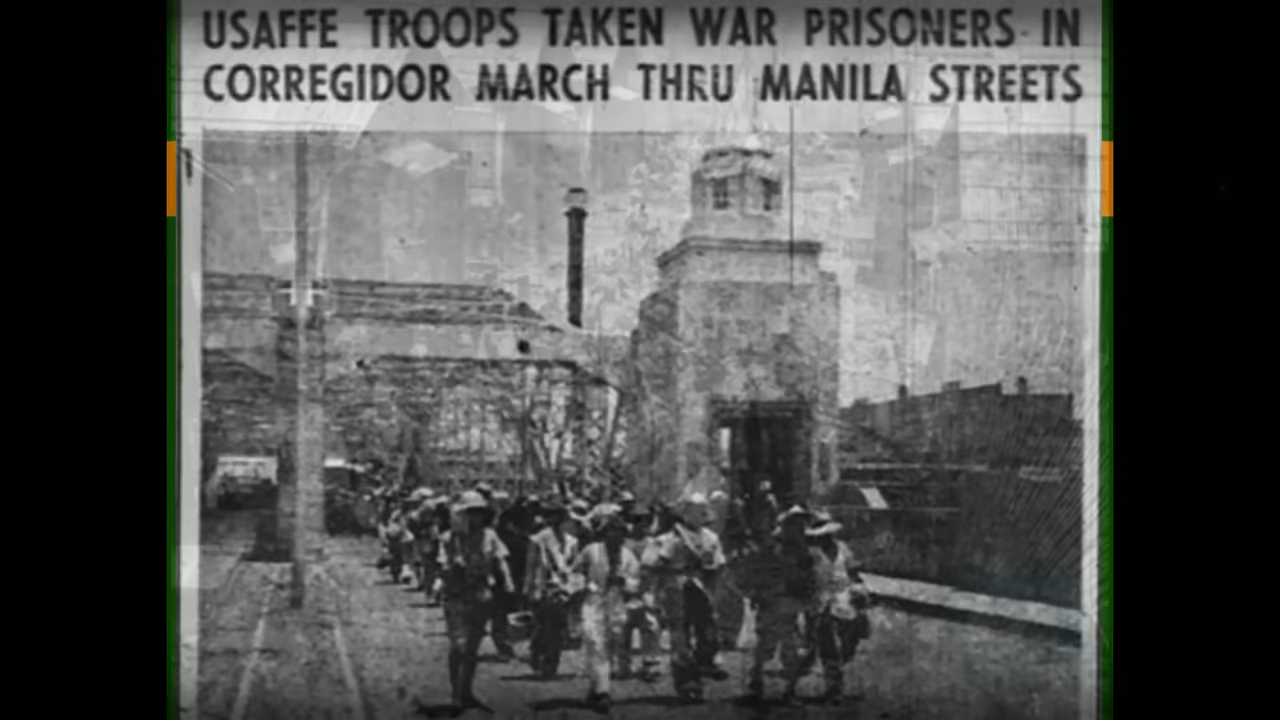 USAFFE TROOPS TAKEN WAR PRISONERS IN
CORREGIDOR MARCH THRU MANILA STREETS